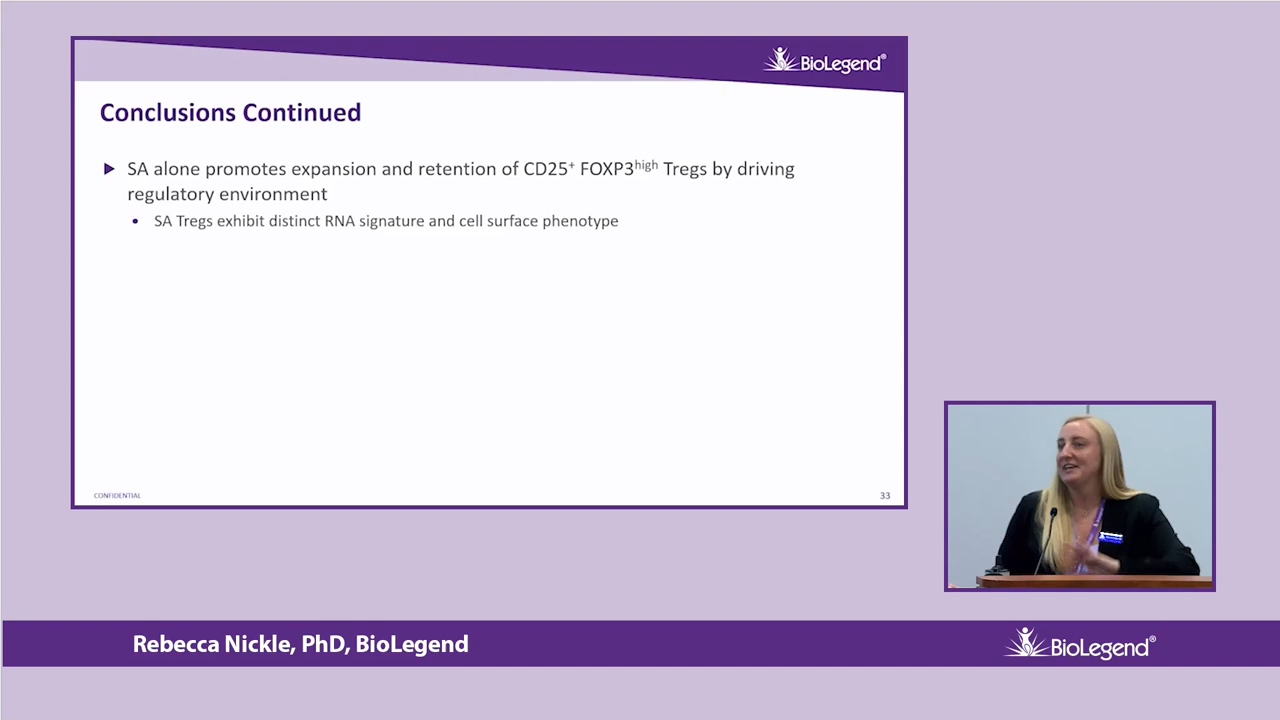 BioLegend®
Conclusions Continued
SA alone promotes expansion and retention of CD25⁺ FOXP3ʰⁱᵍʰ Tregs by driving
regulatory environment
• SA Tregs exhibit distinct RNA signature and cell surface phenotype
CONFIDENTIAL
33
Rebecca Nickle, PhD, BioLegend
BioLegend®